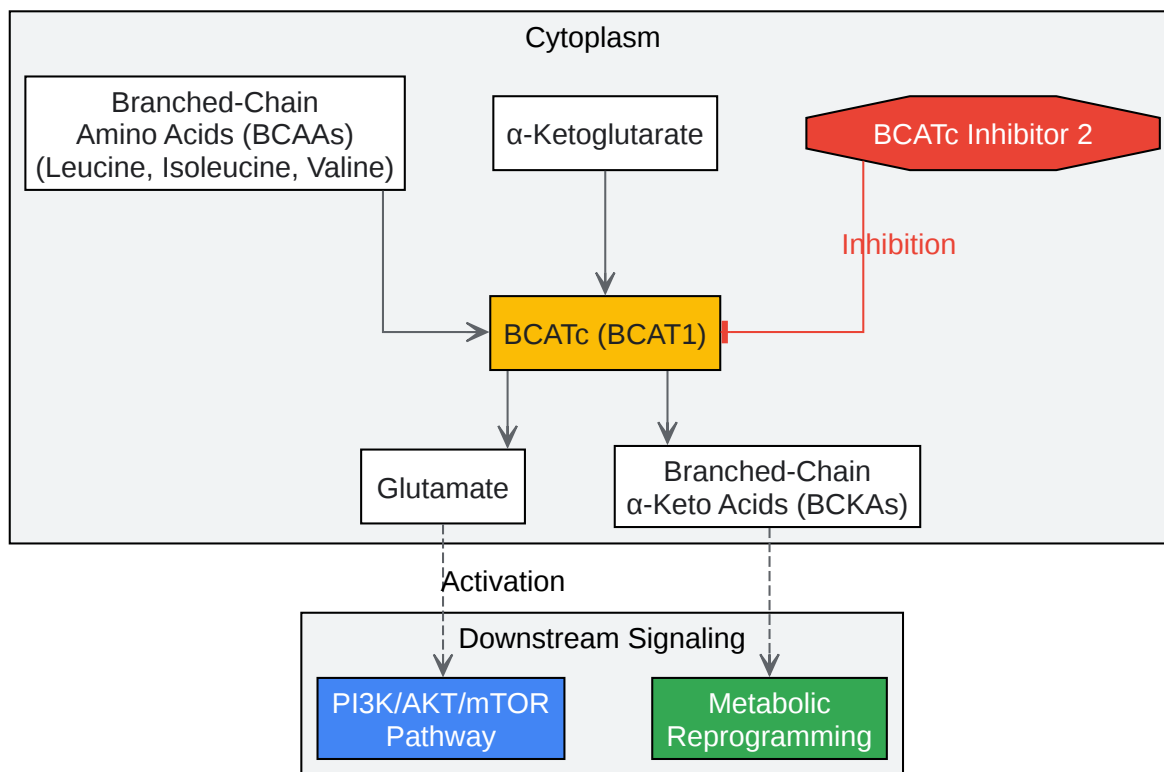 Cytoplasm
Branched-Chain
Amino Acids (BCAAs)
(Leucine, Isoleucine, Valine)
α-Ketoglutarate
BCATc Inhibitor 2
Inhibition
BCATc (BCAT1)
Glutamate
Branched-Chain
α-Keto Acids (BCKAs)
Activation
Downstream Signaling
PI3K/AKT/mTOR
Pathway
Metabolic
Reprogramming